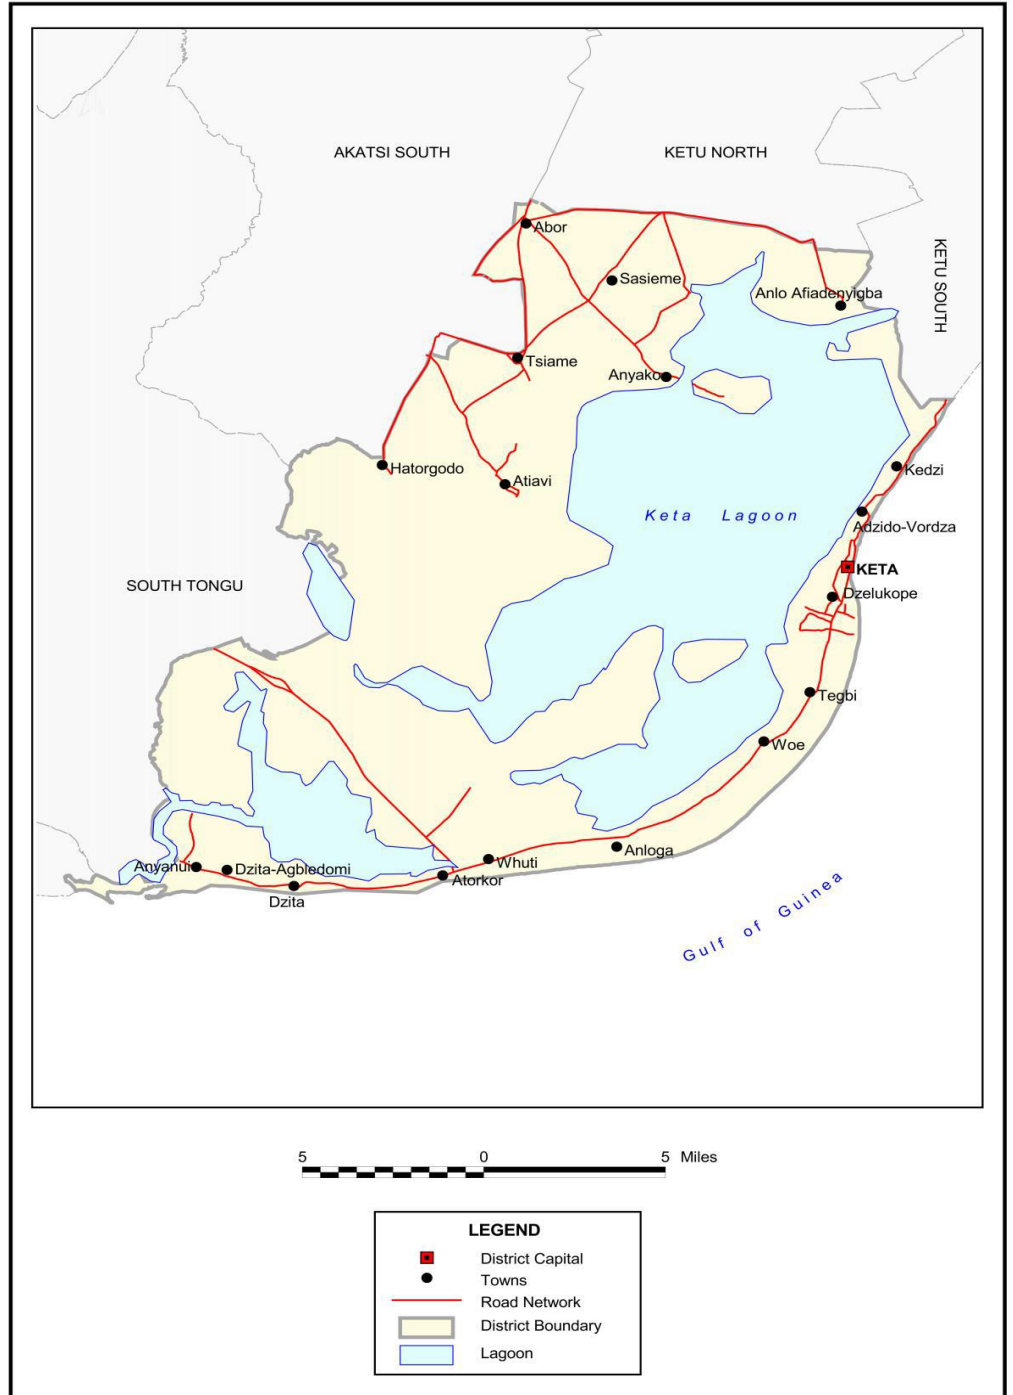 AKATSI SOUTH
KETU NORTH
KETU SOUTH
Abor
Sasieme
Anlo Afiadenyigba
Tsiame
Anyako
Hatorgodo
Atiavi
Kedzi
Keta Lagoon
Adzido-Vordza
KETA
SOUTH TONGU
Dzelukope
Tegbi
Woe
Anloga
Whuti
Anyanui
Dzita-Agbledomi
Atorkor
Dzita
Gulf of Guinea
5 0 5 Miles
LEGEND
District Capital
Towns
Road Network
District Boundary
Lagoon